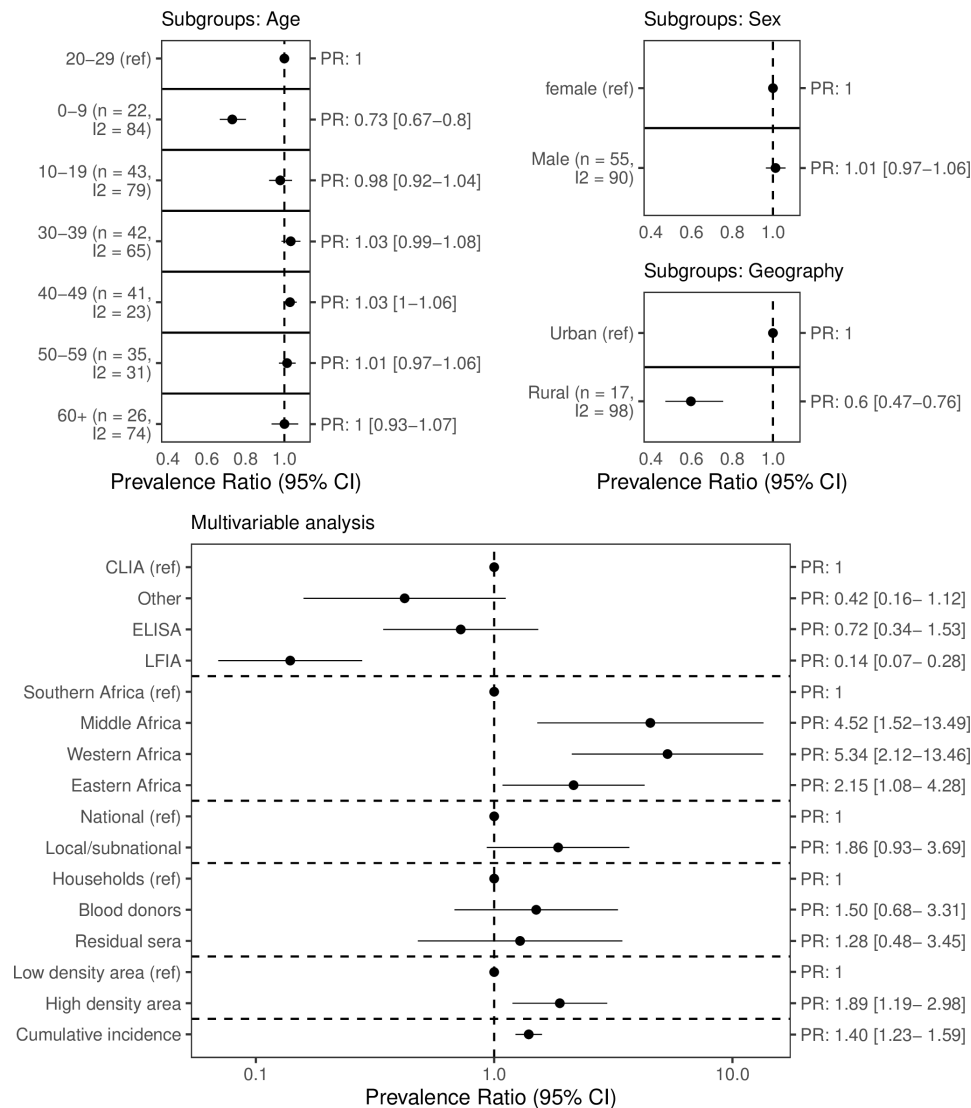 Subgroups: Age
20−29 (ref)
PR: 1
0−9 (n = 22,
I2 = 84)
PR: 0.73 [0.67−0.8]
10−19 (n = 43,
I2 = 79)
PR: 0.98 [0.92−1.04]
30−39 (n = 42,
I2 = 65)
PR: 1.03 [0.99−1.08]
40−49 (n = 41,
I2 = 23)
PR: 1.03 [1−1.06]
50−59 (n = 35,
I2 = 31)
PR: 1.01 [0.97−1.06]
60+ (n = 26,
I2 = 74)
PR: 1 [0.93−1.07]
0.4 0.6 0.8 1.0
Prevalence Ratio (95% CI)
Subgroups: Sex
female (ref)
PR: 1
Male (n = 55,
I2 = 90)
PR: 1.01 [0.97−1.06]
0.4 0.6 0.8 1.0
Subgroups: Geography
Urban (ref)
PR: 1
Rural (n = 17,
I2 = 98)
PR: 0.6 [0.47−0.76]
0.4 0.6 0.8 1.0
Prevalence Ratio (95% CI)
Multivariable analysis
CLIA (ref) PR: 1
Other PR: 0.42 [0.16− 1.12]
ELISA PR: 0.72 [0.34− 1.53]
LFIA PR: 0.14 [0.07− 0.28]
Southern Africa (ref) PR: 1
Middle Africa PR: 4.52 [1.52−13.49]
Western Africa PR: 5.34 [2.12−13.46]
Eastern Africa PR: 2.15 [1.08− 4.28]
National (ref) PR: 1
Local/subnational PR: 1.86 [0.93− 3.69]
Households (ref) PR: 1
Blood donors PR: 1.50 [0.68− 3.31]
Residual sera PR: 1.28 [0.48− 3.45]
Low density area (ref) PR: 1
High density area PR: 1.89 [1.19− 2.98]
Cumulative incidence PR: 1.40 [1.23− 1.59]
0.1 1.0 10.0
Prevalence Ratio (95% CI)